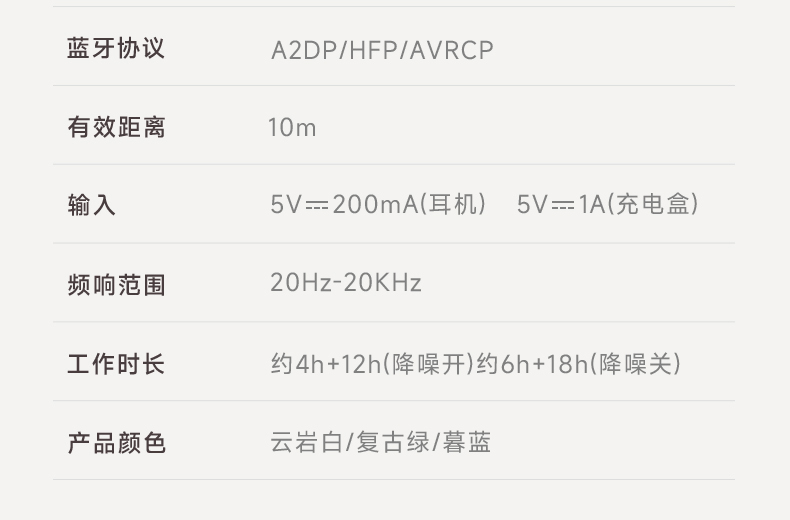 蓝牙协议 A2DP/HFP/AVRCP
有效距离 10m
输入 5V⎓200mA(耳机) 5V⎓1A(充电盒)
频响范围 20Hz-20KHz
工作时长 约4h+12h(降噪开)约6h+18h(降噪关)
产品颜色 云岩白/复古绿/暮蓝